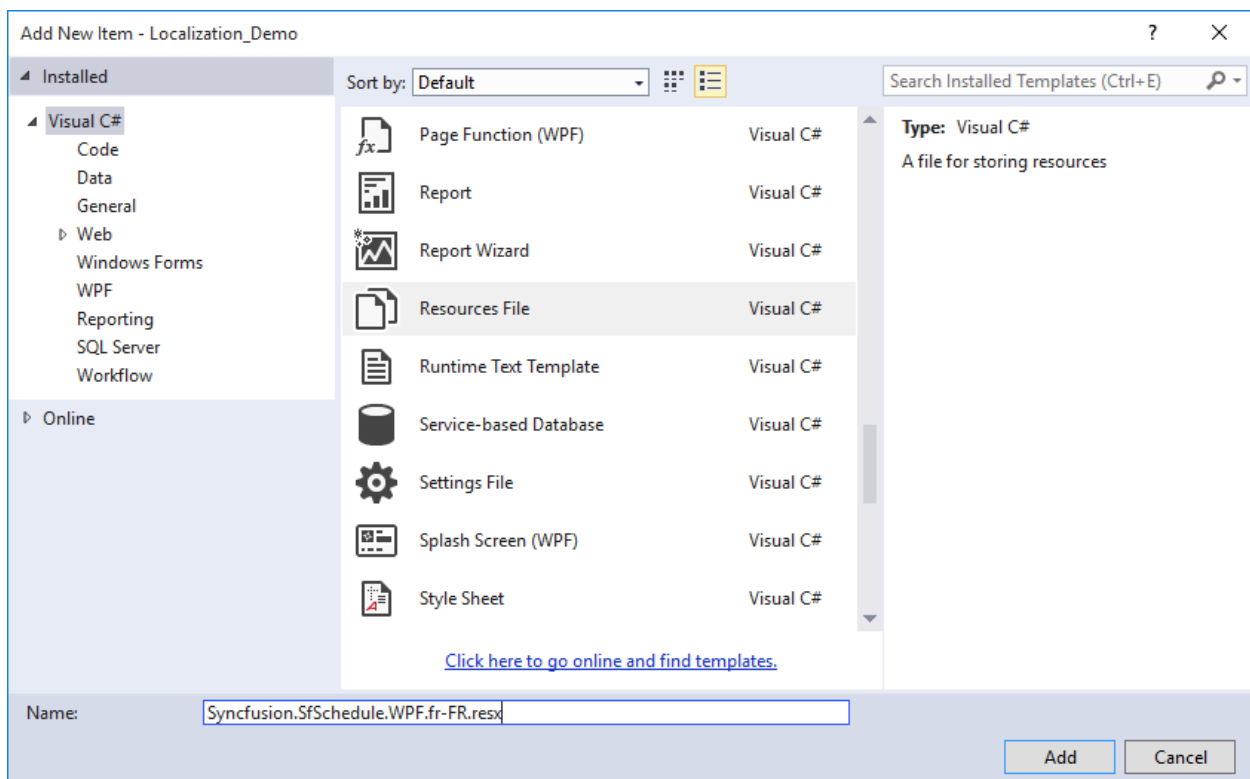 Add New Item - Localization_Demo
?
Installed
Sort by: Default
Search Installed Templates (Ctrl+E)
Visual C#
Code
Data
General
Web
Windows Forms
WPF
Reporting
SQL Server
Workflow
Online
fx
Page Function (WPF) Visual C#
Report Visual C#
Report Wizard Visual C#
Resources File Visual C#
Runtime Text Template Visual C#
Service-based Database Visual C#
Settings File Visual C#
Splash Screen (WPF) Visual C#
A
Style Sheet Visual C#
Click here to go online and find templates.
Type: Visual C#
A file for storing resources
Name: Syncfusion.SfSchedule.WPF.fr-FR.resx
Add Cancel